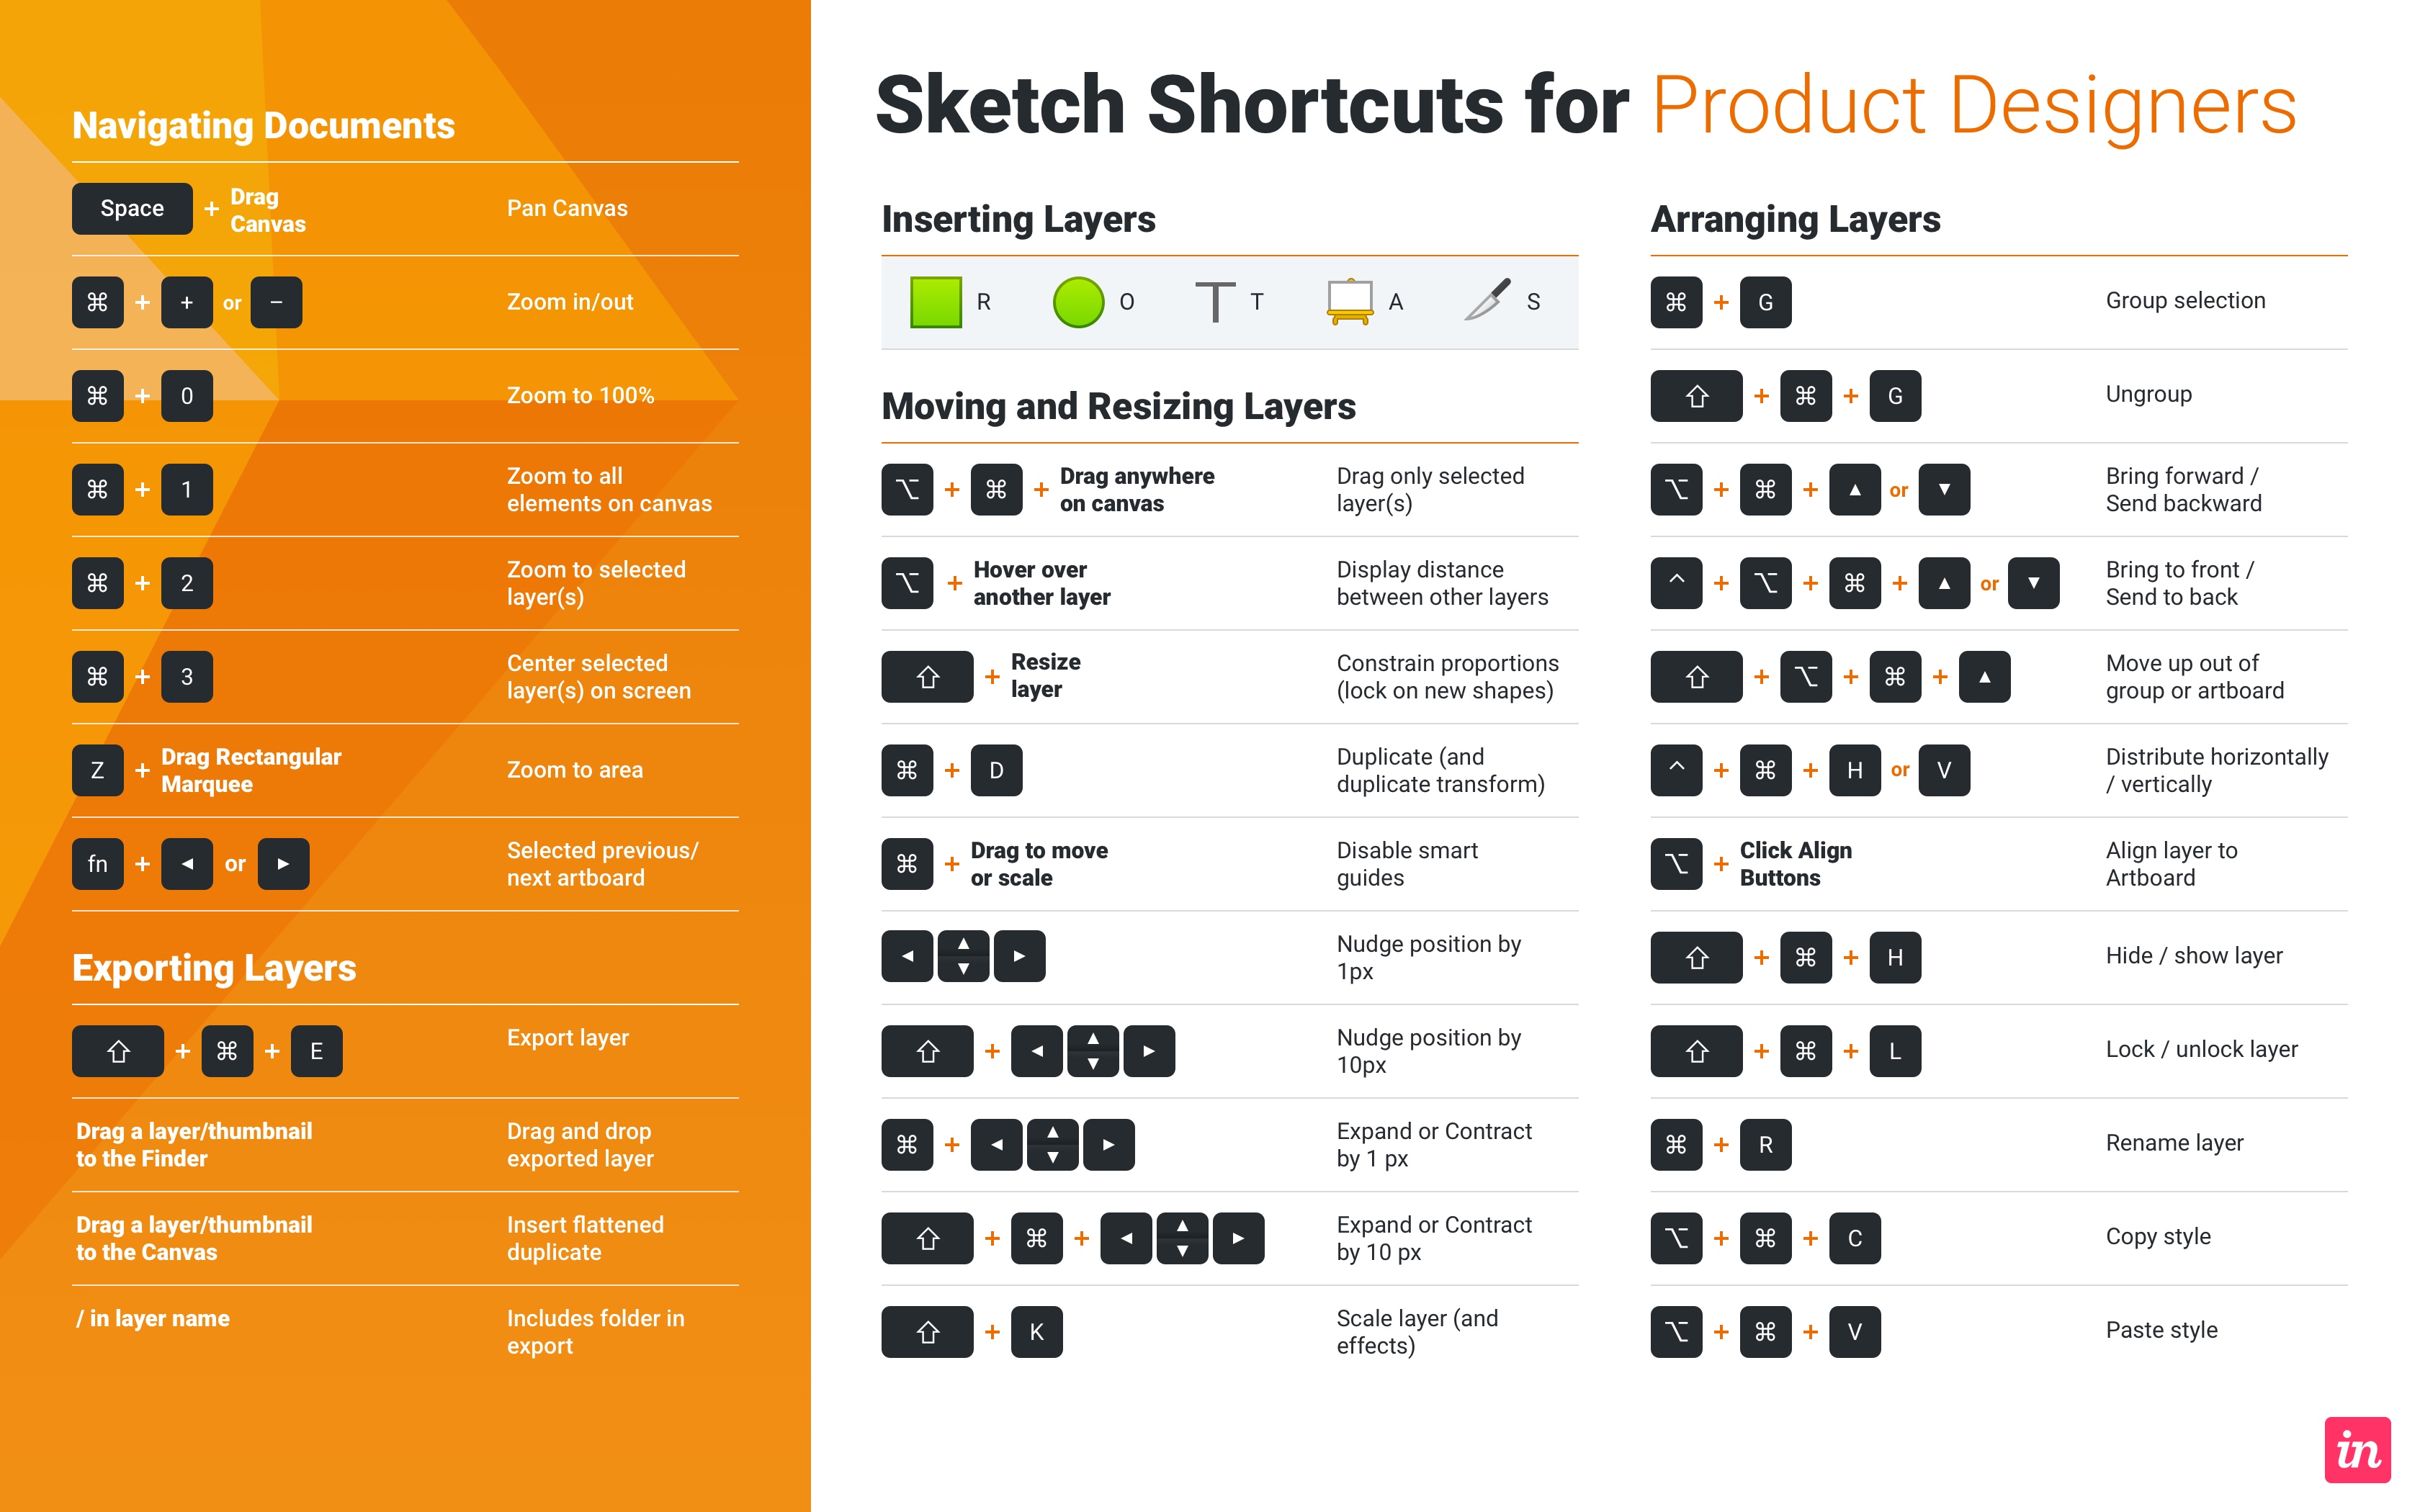 Sketch Shortcuts for Product Designers
Navigating Documents
Space + Drag
Canvas
Pan Canvas
⌘ + + or −
Zoom in/out
⌘ + 0
Zoom to 100%
⌘ + 1
Zoom to all
elements on canvas
⌘ + 2
Zoom to selected
layer(s)
⌘ + 3
Center selected
layer(s) on screen
Z + Drag Rectangular
Marquee
Zoom to area
fn + ◄ or ►
Selected previous/
next artboard
Exporting Layers
⇧ + ⌘ + E
Export layer
Drag a layer/thumbnail
to the Finder
Drag and drop
exported layer
Drag a layer/thumbnail
to the Canvas
Insert flattened
duplicate
/ in layer name
Includes folder in
export
Inserting Layers
R O T A S
Moving and Resizing Layers
⌥ + ⌘ + Drag anywhere
on canvas
Drag only selected
layer(s)
⌥ + Hover over
another layer
Display distance
between other layers
⇧ + Resize
layer
Constrain proportions
(lock on new shapes)
⌘ + D
Duplicate (and
duplicate transform)
⌘ + Drag to move
or scale
Disable smart
guides
◄ ▲ ▼ ►
Nudge position by
1px
⇧ + ◄ ▲ ▼ ►
Nudge position by
10px
⌘ + ◄ ▲ ▼ ►
Expand or Contract
by 1 px
⇧ + ⌘ + ◄ ▲ ▼ ►
Expand or Contract
by 10 px
⇧ + K
Scale layer (and
effects)
Arranging Layers
⌘ + G
Group selection
⇧ + ⌘ + G
Ungroup
⌥ + ⌘ + ▲ or ▼
Bring forward /
Send backward
⌃ + ⌥ + ⌘ + ▲ or ▼
Bring to front /
Send to back
⇧ + ⌥ + ⌘ + ▲
Move up out of
group or artboard
⌃ + ⌘ + H or V
Distribute horizontally
/ vertically
⌥ + Click Align
Buttons
Align layer to
Artboard
⇧ + ⌘ + H
Hide / show layer
⇧ + ⌘ + L
Lock / unlock layer
⌘ + R
Rename layer
⌥ + ⌘ + C
Copy style
⌥ + ⌘ + V
Paste style
in